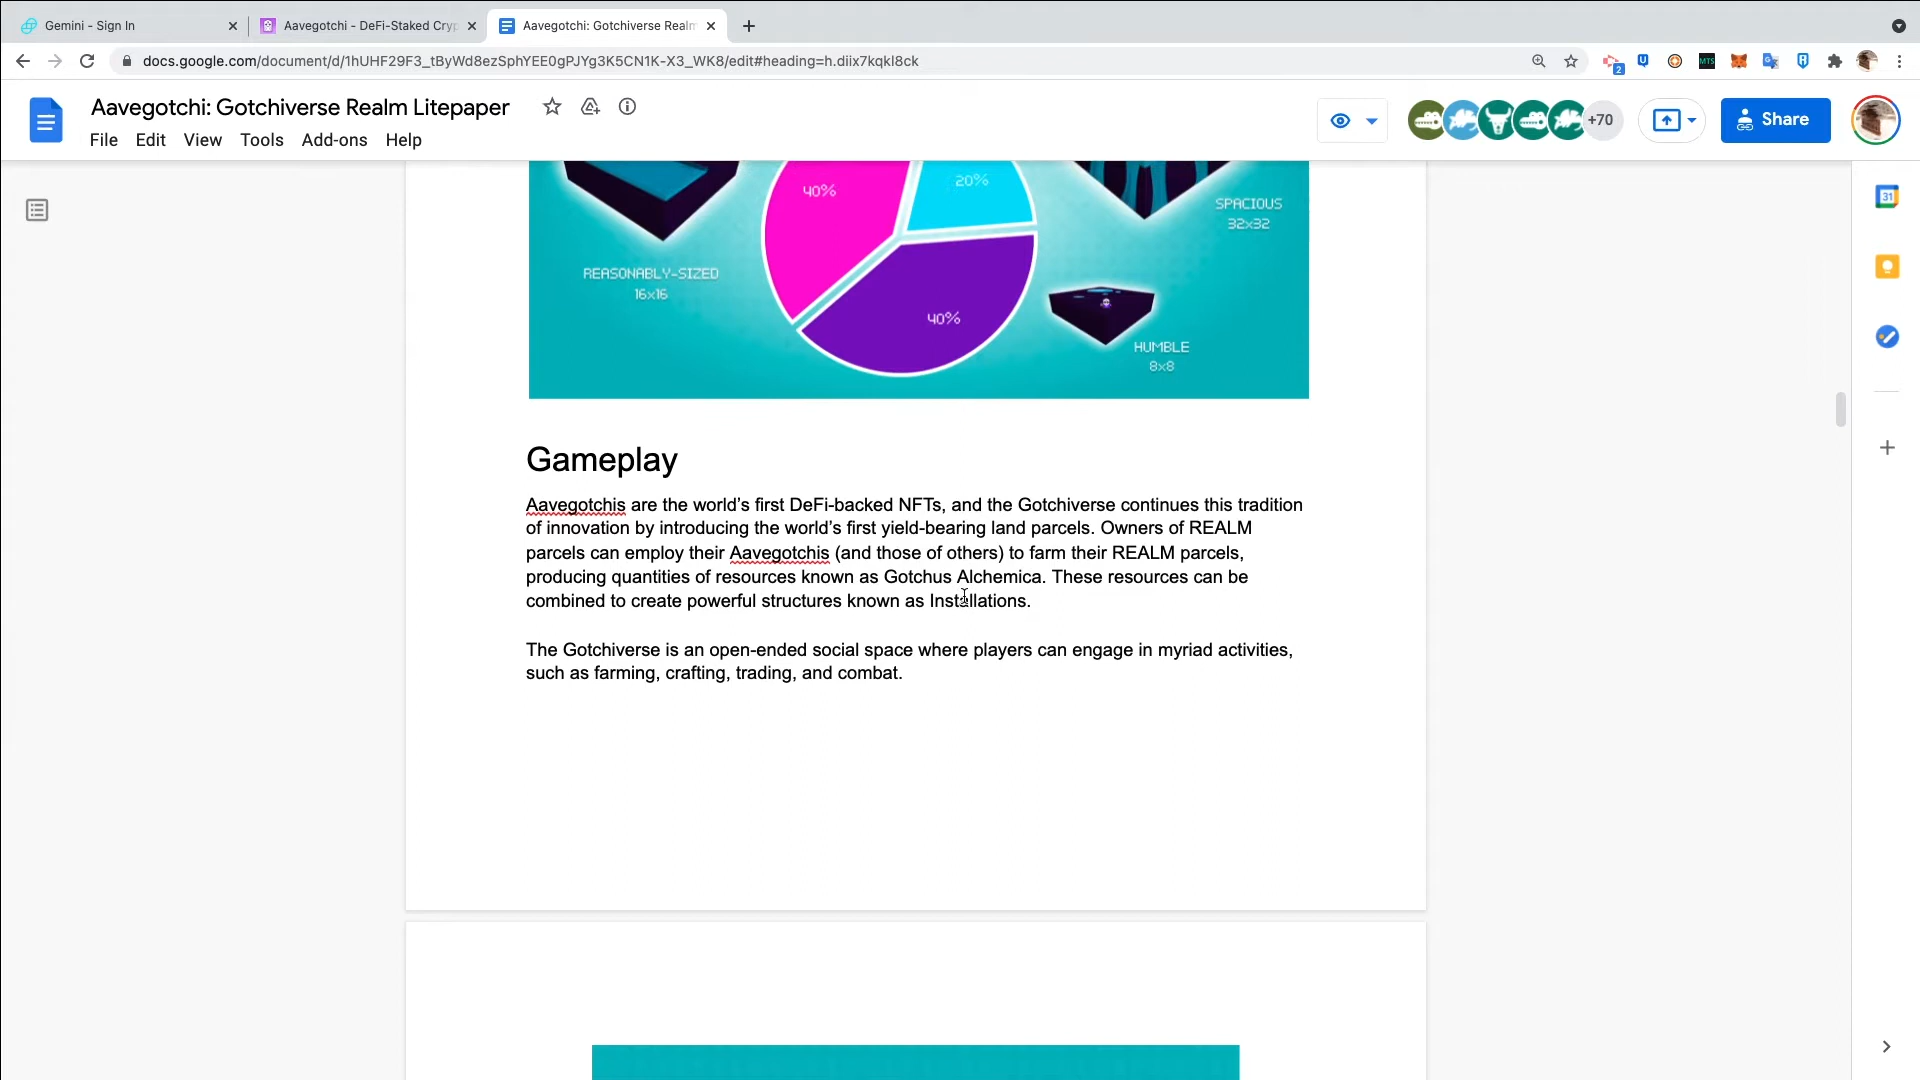 Gemini - Sign In
Aavegotchi - DeFi-Staked Cryp
Aavegotchi: Gotchiverse Realm
docs.google.com/document/d/1hUHF29F3_tByWd8ezSphYEE0gPJYg3K5CN1K-X3_WK8/edit#heading=h.diix7kqkl8ck
2
MTS
Aavegotchi: Gotchiverse Realm Litepaper
File Edit View Tools Add-ons Help
+70
Share
31
40%
20%
SPACIOUS
32x32
REASONABLY-SIZED
16x16
40%
HUMBLE
8x8
Gameplay
Aavegotchis are the world’s first DeFi-backed NFTs, and the Gotchiverse continues this tradition
of innovation by introducing the world’s first yield-bearing land parcels. Owners of REALM
parcels can employ their Aavegotchis (and those of others) to farm their REALM parcels,
producing quantities of resources known as Gotchus Alchemica. These resources can be
combined to create powerful structures known as Installations.
The Gotchiverse is an open-ended social space where players can engage in myriad activities,
such as farming, crafting, trading, and combat.